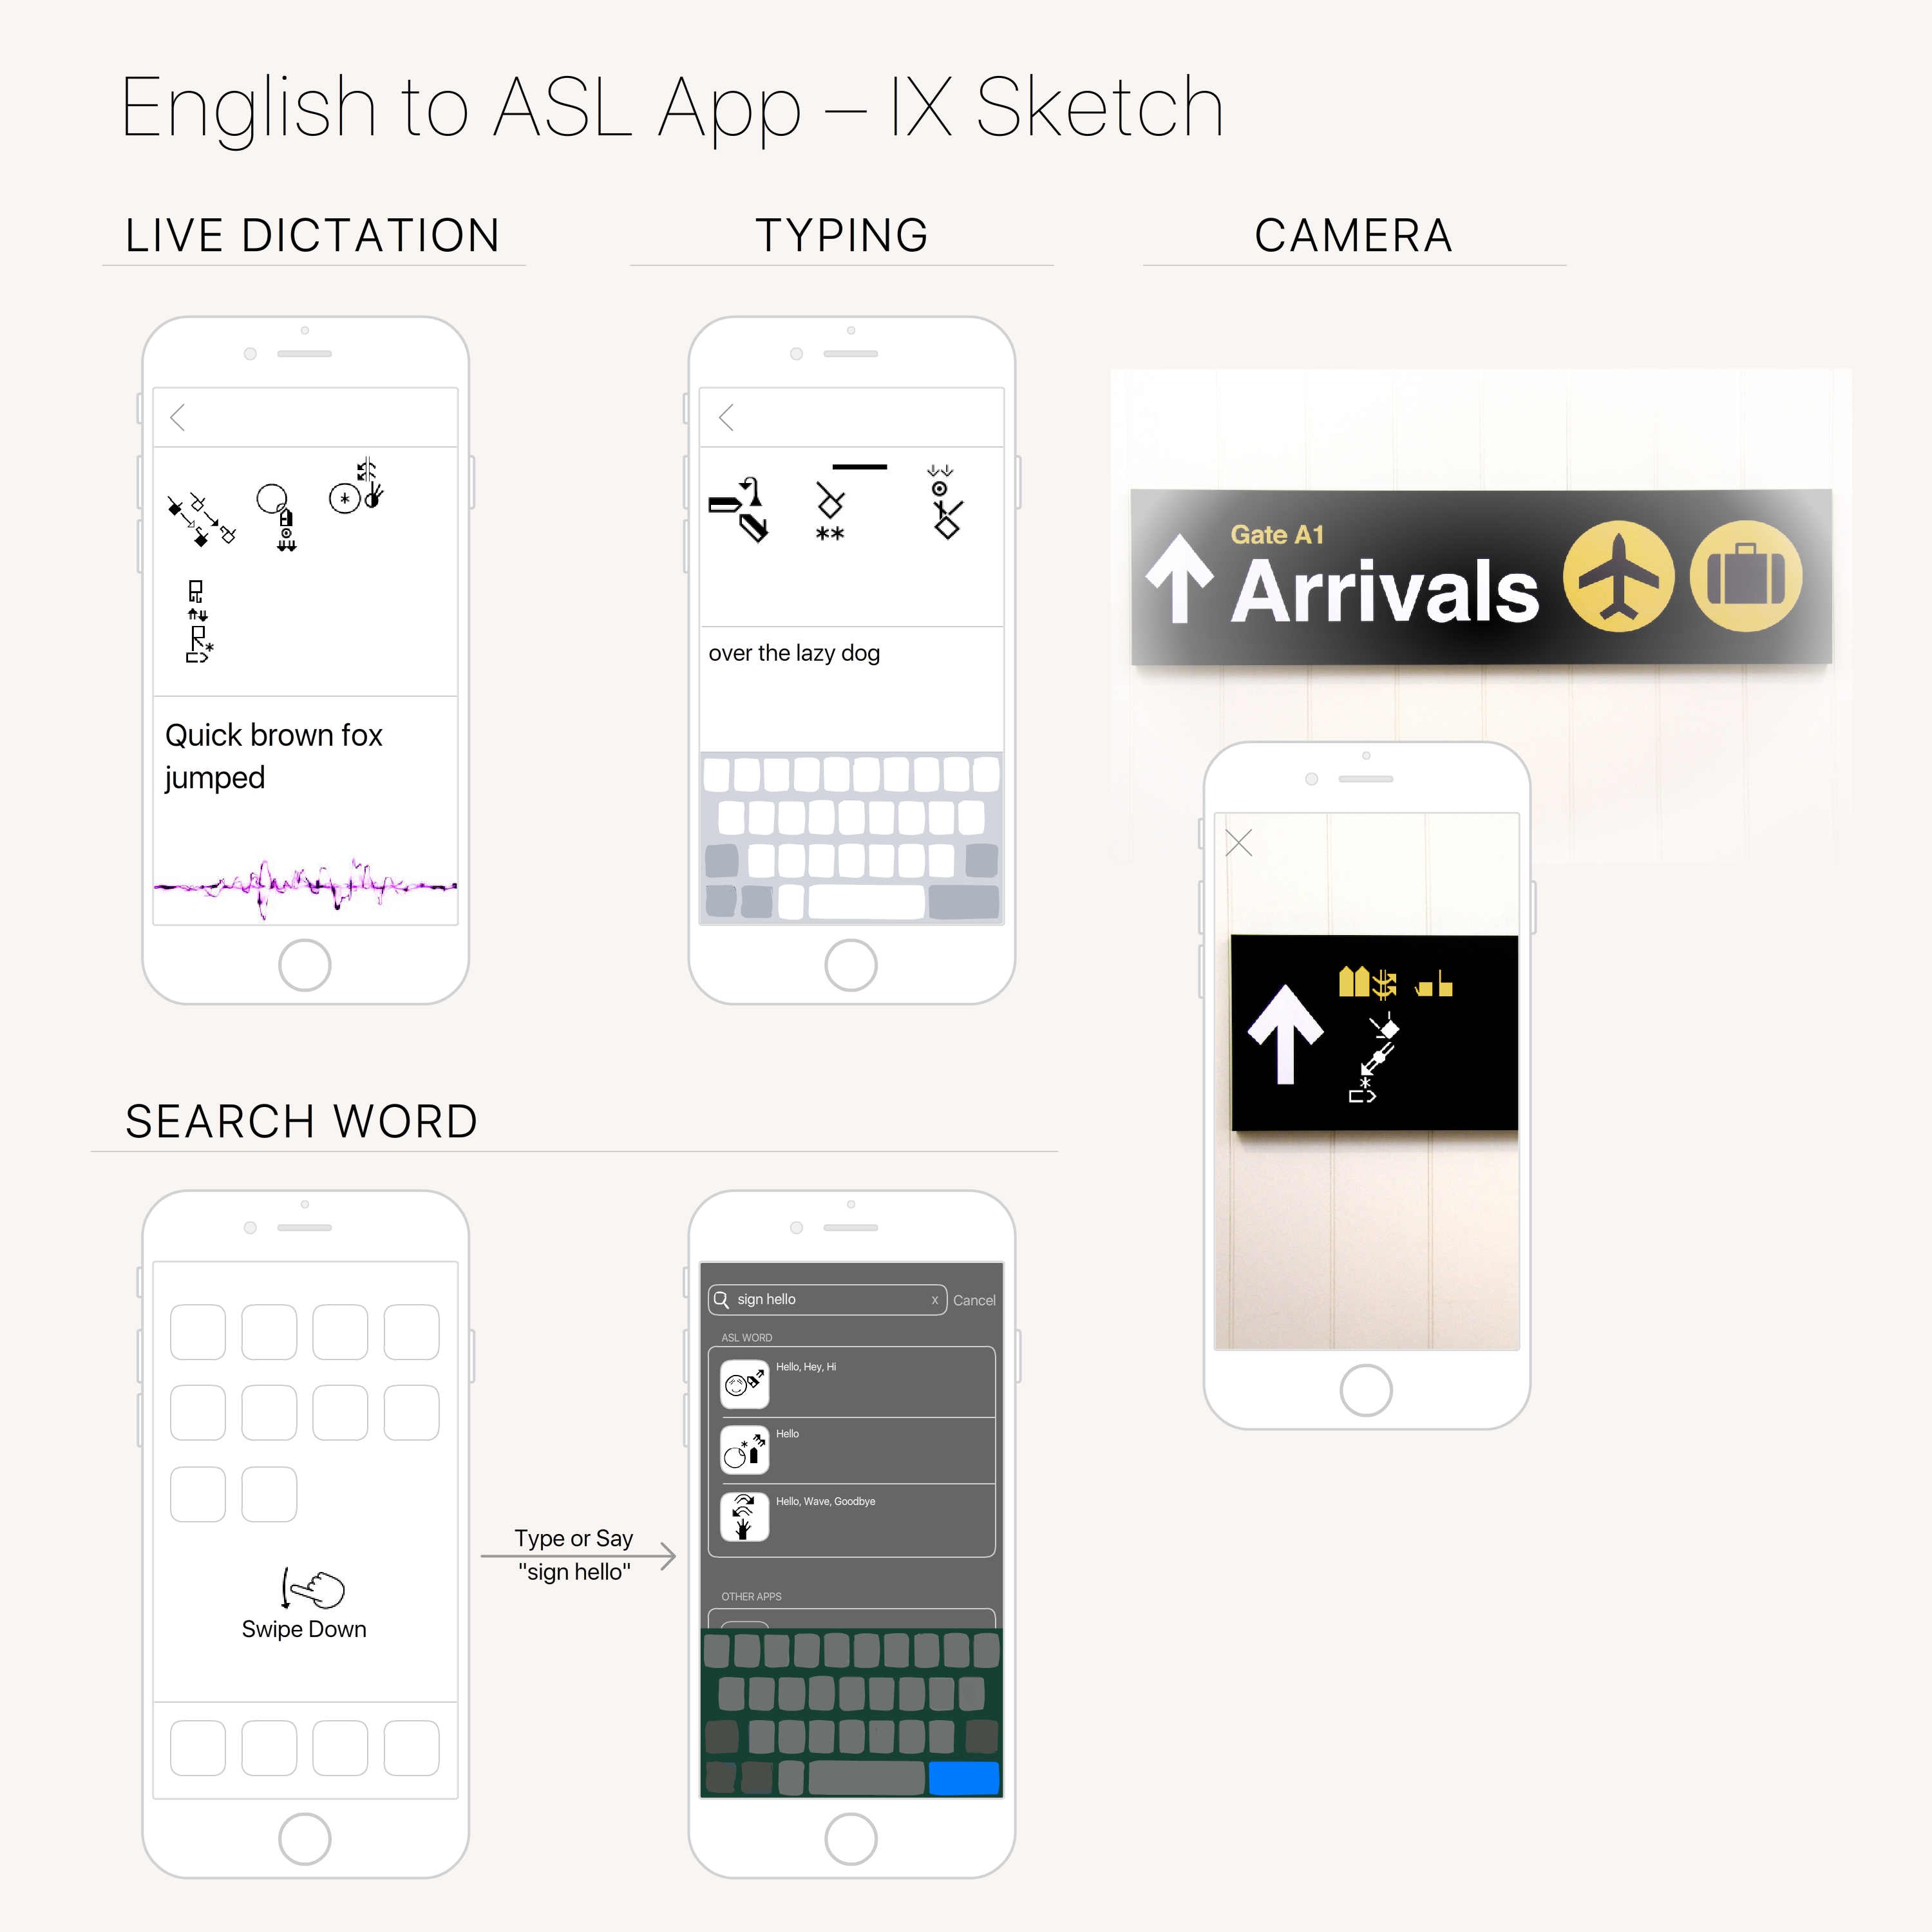 English to ASL App – IX Sketch
LIVE DICTATION
TYPING
CAMERA
Quick brown fox
jumped
over the lazy dog
Gate A1
Arrivals
SEARCH WORD
Swipe Down
Type or Say
"sign hello"
sign hello
x
Cancel
ASL WORD
Hello, Hey, Hi
Hello
Hello, Wave, Goodbye
OTHER APPS